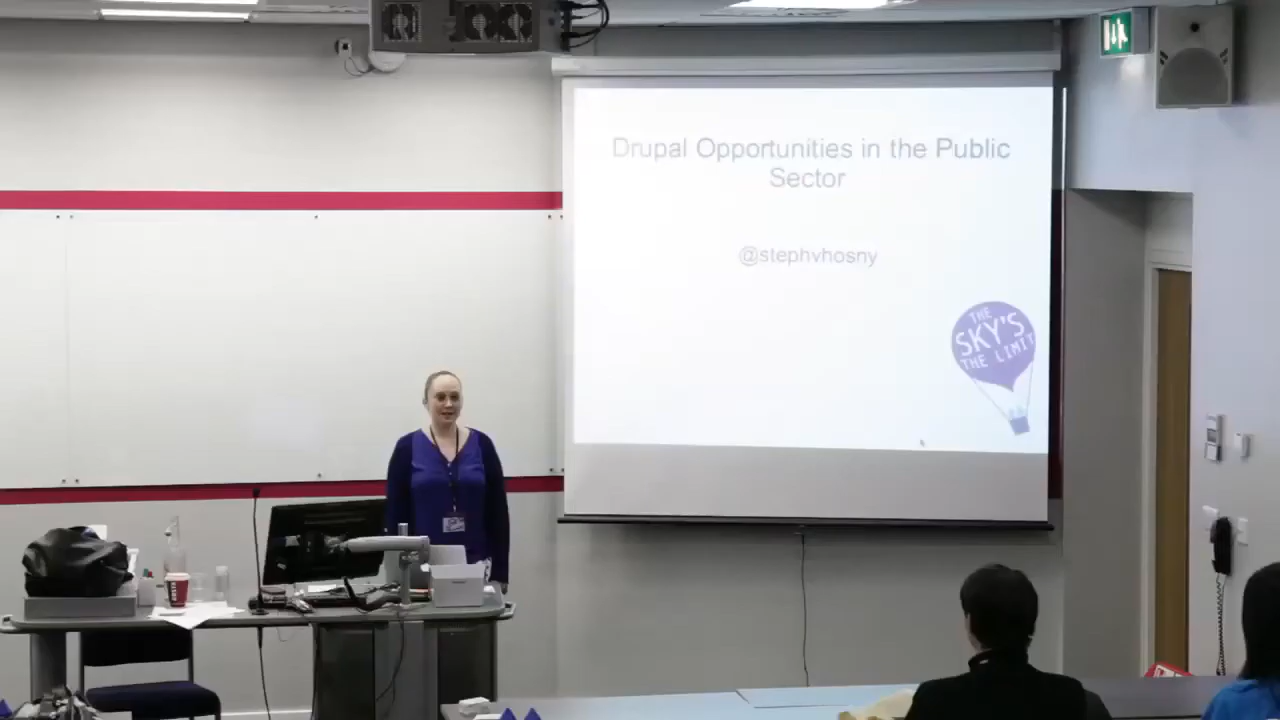 Drupal Opportunities in the Public
Sector
@stephvhosny
THE
SKY'S
THE LIMIT